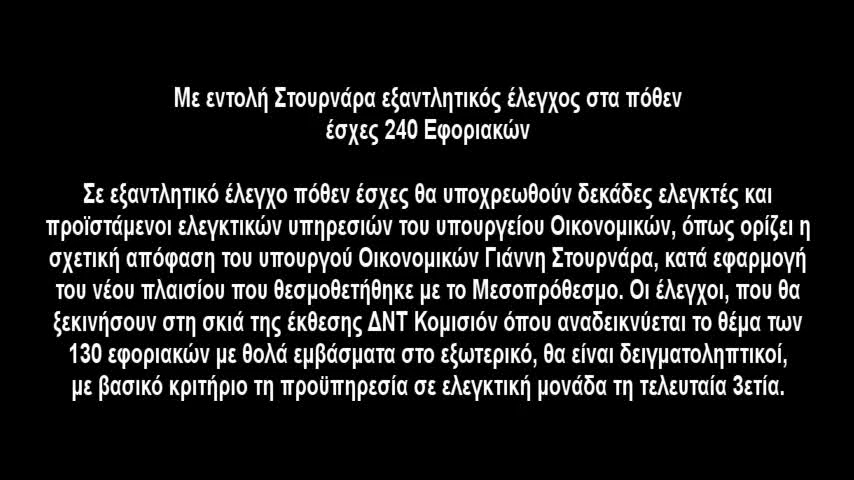 Με εντολή Στουρνάρα εξαντλητικός έλεγχος στα πόθεν
έσχες 240 Εφοριακών
Σε εξαντλητικό έλεγχο πόθεν έσχες θα υποχρεωθούν δεκάδες ελεγκτές και
προϊστάμενοι ελεγκτικών υπηρεσιών του υπουργείου Οικονομικών, όπως ορίζει η
σχετική απόφαση του υπουργού Οικονομικών Γιάννη Στουρνάρα, κατά εφαρμογή
του νέου πλαισίου που θεσμοθετήθηκε με το Μεσοπρόθεσμο. Οι έλεγχοι, που θα
ξεκινήσουν στη σκιά της έκθεσης ΔΝΤ Κομισιόν όπου αναδεικνύεται το θέμα των
130 εφοριακών με θολά εμβάσματα στο εξωτερικό, θα είναι δειγματοληπτικοί,
με βασικό κριτήριο τη προϋπηρεσία σε ελεγκτική μονάδα τη τελευταία 3ετία.